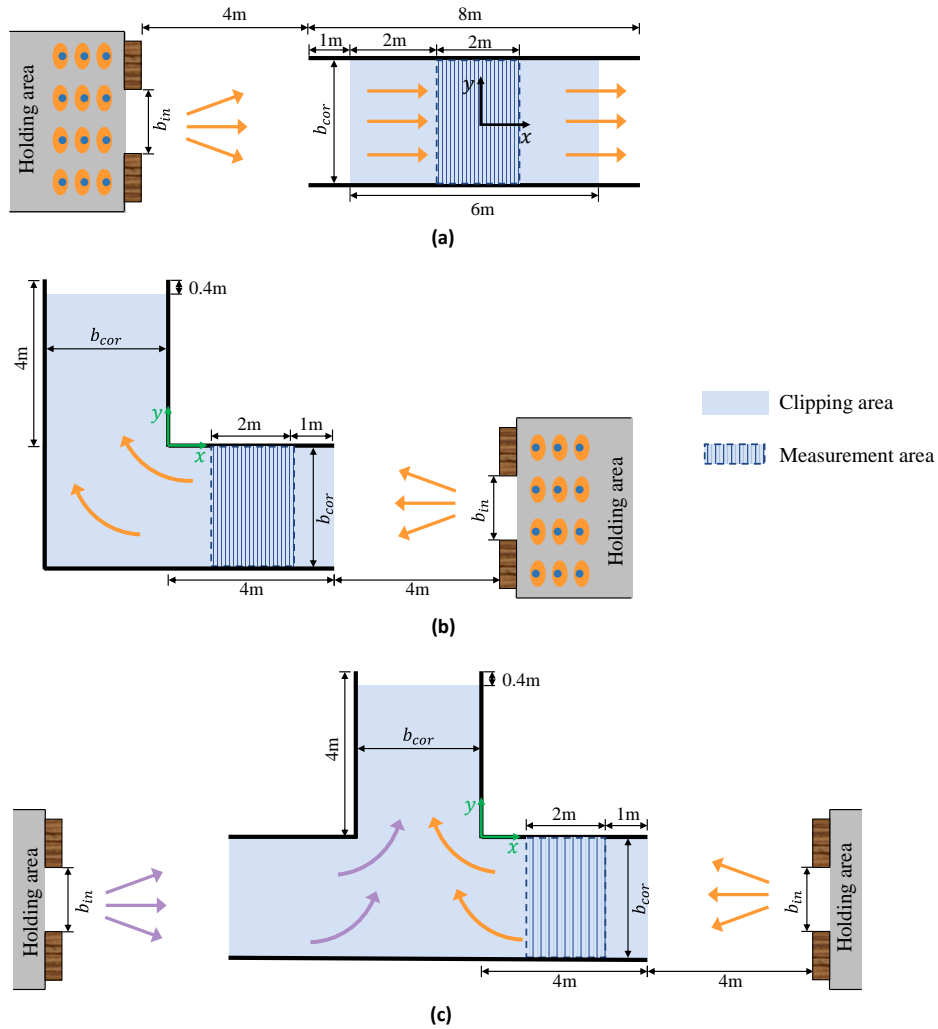 4m
8m
1m
2m
2m
Holding area
b_in
b_cor
y
x
6m
(a)
0.4m
4m
b_cor
y
x
2m
1m
b_cor
b_in
Holding area
4m
4m
(b)
Clipping area
Measurement area
0.4m
4m
b_cor
y
x
2m
1m
Holding area
b_in
b_cor
b_in
Holding area
4m
4m
(c)